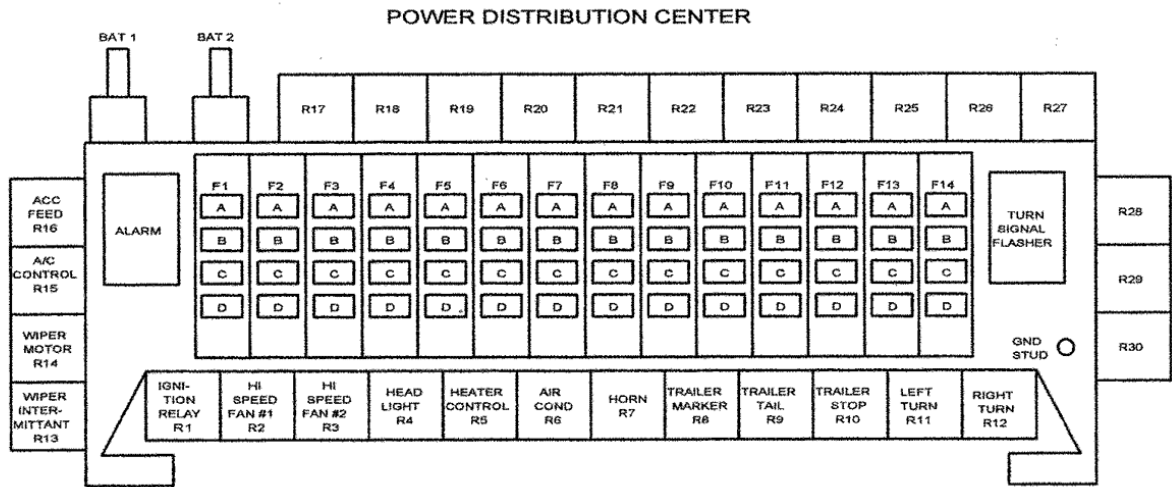 POWER DISTRIBUTION CENTER
BAT 1
BAT 2
R17
R18
R19
R20
R21
R22
R23
R24
R25
R26
R27
ACC
FEED
R16
A/C
CONTROL
R15
WIPER
MOTOR
R14
WIPER
INTER-
MITTANT
R13
ALARM
F1 F2 F3 F4 F5 F6 F7 F8 F9 F10 F11 F12 F13 F14
A A A A A A A A A A A A A A
B B B B B B B B B B B B B B
C C C C C C C C C C C C C C
D D D D D D D D D D D D D D
TURN
SIGNAL
FLASHER
GND
STUD
R28
R29
R30
IGNI-
TION
RELAY
R1
HI
SPEED
FAN #1
R2
HI
SPEED
FAN #2
R3
HEAD
LIGHT
R4
HEATER
CONTROL
R5
AIR
COND
R6
HORN
R7
TRAILER
MARKER
R8
TRAILER
TAIL
R9
TRAILER
STOP
R10
LEFT
TURN
R11
RIGHT
TURN
R12